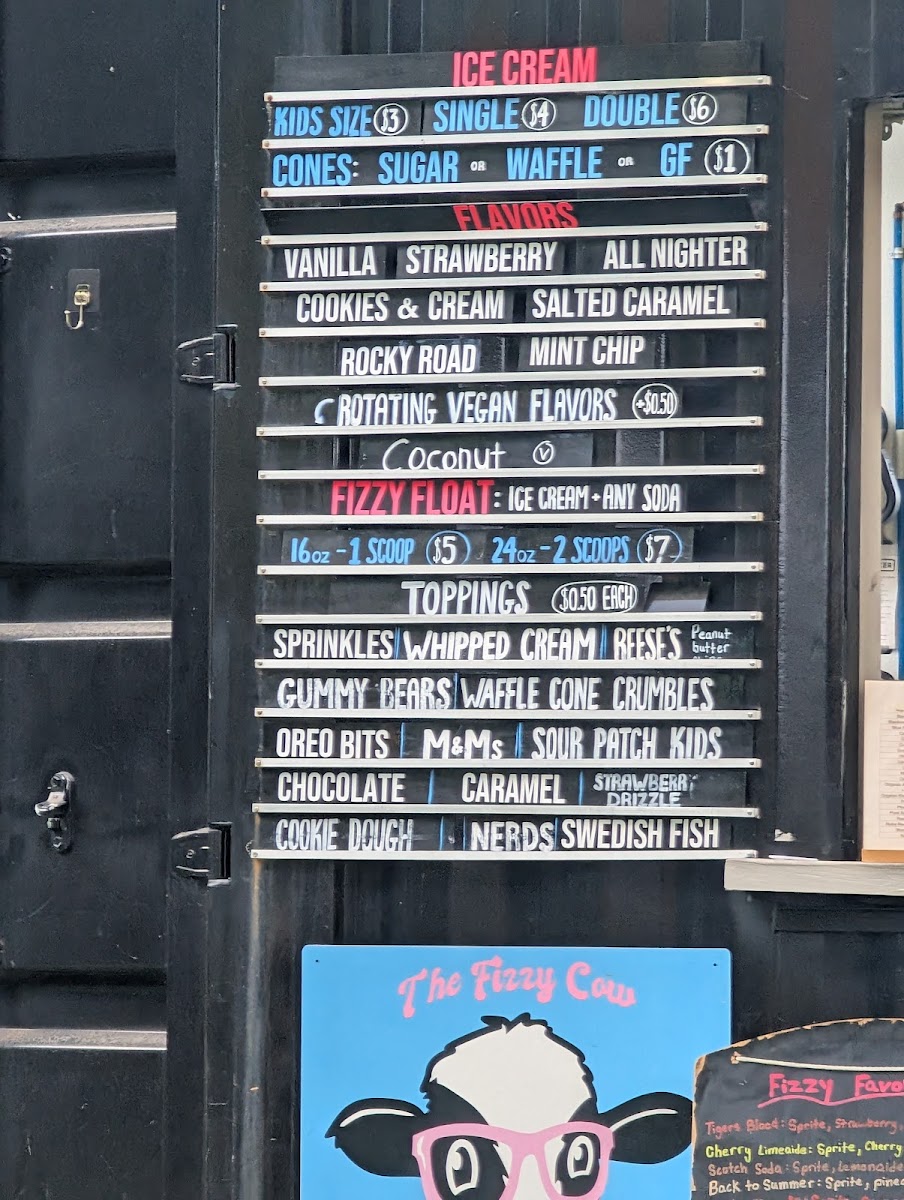 ICE CREAM
KIDS SIZE $3 SINGLE $4 DOUBLE $6
CONES: SUGAR OR WAFFLE OR GF $1
FLAVORS
VANILLA STRAWBERRY ALL NIGHTER
COOKIES & CREAM SALTED CARAMEL
ROCKY ROAD MINT CHIP
ROTATING VEGAN FLAVORS +$0.50
Coconut V
FIZZY FLOAT: ICE CREAM + ANY SODA
16oz - 1 SCOOP $5 24oz - 2 SCOOPS $7
TOPPINGS $0.50 EACH
SPRINKLES WHIPPED CREAM REESE'S Peanut butter
GUMMY BEARS WAFFLE CONE CRUMBLES
OREO BITS M&Ms SOUR PATCH KIDS
CHOCOLATE CARAMEL STRAWBERRY DRIZZLE
COOKIE DOUGH NERDS SWEDISH FISH
The Fizzy Cow
Fizzy Favo
Tigers Blood: Sprite, Strawberry,
Cherry Limeaide: Sprite, Cherry
Scotch Soda: Sprite, lemonaide
Back to Summer: Sprite, pinea